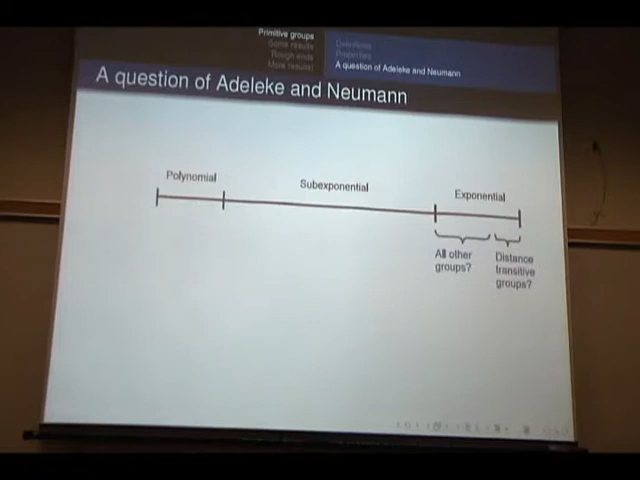 Primitive groups
Some results
Rough ends
More results!
Definitions
Properties
A question of Adeleke and Neumann
A question of Adeleke and Neumann
Polynomial
Subexponential
Exponential
All other
groups?
Distance
transitive
groups?